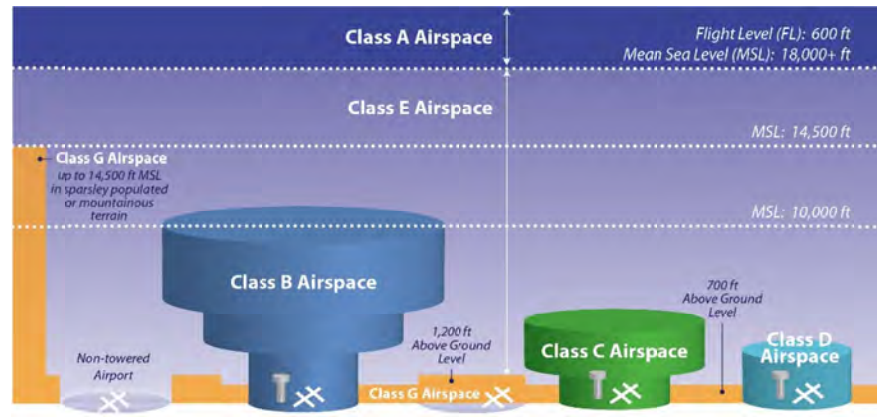 Class A Airspace
Flight Level (FL): 600 ft
Mean Sea Level (MSL): 18,000+ ft
Class E Airspace
MSL: 14,500 ft
Class G Airspace
up to 14,500 ft MSL
in sparsley populated
or mountainous
terrain
MSL: 10,000 ft
Class B Airspace
700 ft
Above Ground
Level
1,200 ft
Above Ground
Level
Class C Airspace
Class D
Airspace
Non-towered
Airport
Class G Airspace